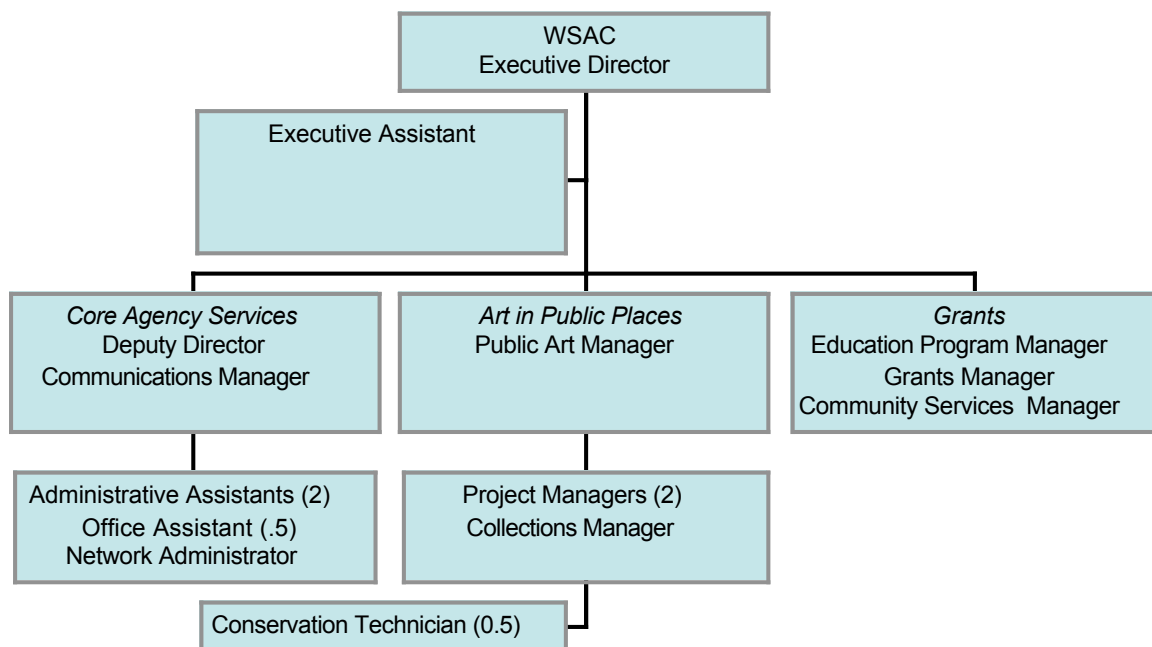 WSAC
Executive Director
Executive Assistant
Core Agency Services
Deputy Director
Communications Manager
Art in Public Places
Public Art Manager
Grants
Education Program Manager
Grants Manager
Community Services Manager
Administrative Assistants (2)
Office Assistant (.5)
Network Administrator
Project Managers (2)
Collections Manager
Conservation Technician (0.5)